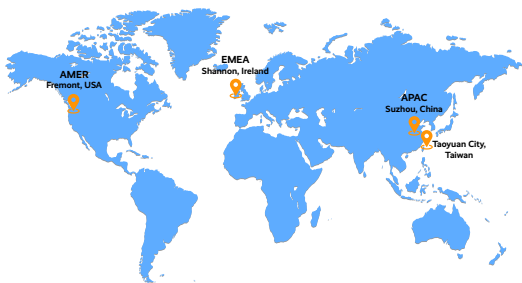 AMER
Fremont, USA
EMEA
Shannon, Ireland
APAC
Suzhou, China
Taoyuan City,
Taiwan